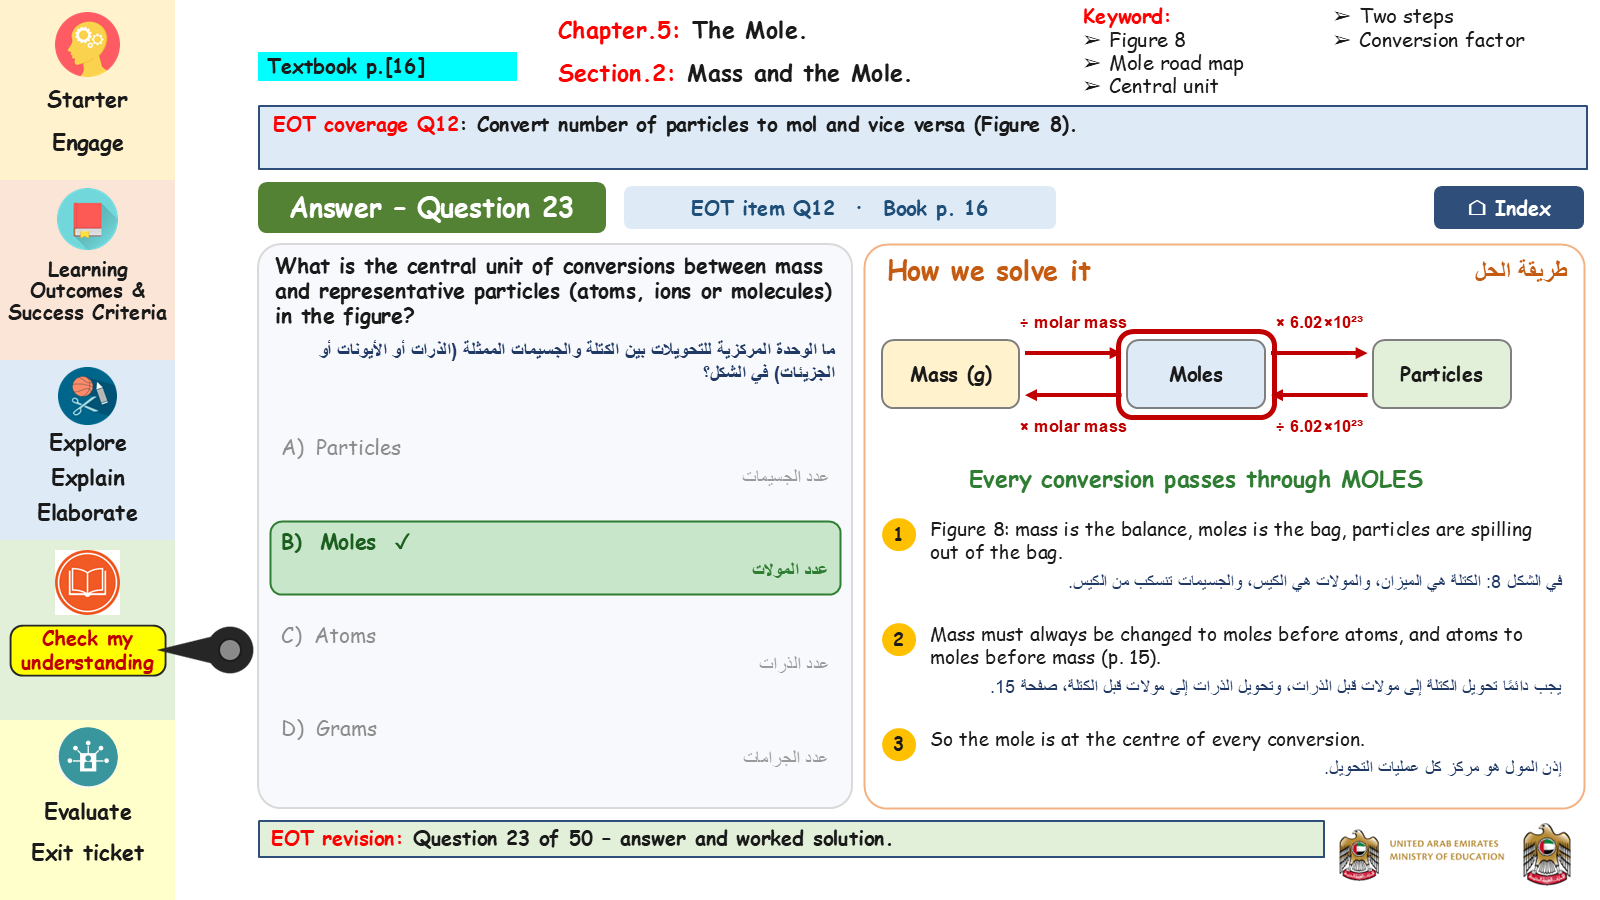 Starter
Engage
Learning
Outcomes &
Success Criteria
Explore
Explain
Elaborate
Check my
understanding
Evaluate
Exit ticket
Textbook p.[16]
Chapter.5: The Mole.
Section.2: Mass and the Mole.
Keyword:
➢ Figure 8
➢ Mole road map
➢ Central unit
➢ Two steps
➢ Conversion factor
EOT coverage Q12: Convert number of particles to mol and vice versa (Figure 8).
Answer – Question 23
EOT item Q12 · Book p. 16
Index
What is the central unit of conversions between mass
and representative particles (atoms, ions or molecules)
in the figure?
ما الوحدة المركزية للتحويلات بين الكتلة والجسيمات الممثلة (الذرات أو الأيونات أو
الجزيئات) في الشكل؟
A) Particles
عدد الجسيمات
B) Moles ✓
عدد المولات
C) Atoms
عدد الذرات
D) Grams
عدد الجرامات
How we solve it
طريقة الحل
÷ molar mass
× 6.02×10²³
Mass (g)
Moles
Particles
× molar mass
÷ 6.02×10²³
Every conversion passes through MOLES
1
Figure 8: mass is the balance, moles is the bag, particles are spilling
out of the bag.
في الشكل 8: الكتلة هي الميزان، والمولات هي الكيس، والجسيمات تنسكب من الكيس.
2
Mass must always be changed to moles before atoms, and atoms to
moles before mass (p. 15).
يجب دائمًا تحويل الكتلة إلى مولات قبل الذرات، وتحويل الذرات إلى مولات قبل الكتلة، صفحة 15.
3
So the mole is at the centre of every conversion.
إذن المول هو مركز كل عمليات التحويل.
EOT revision: Question 23 of 50 – answer and worked solution.
UNITED ARAB EMIRATES
MINISTRY OF EDUCATION